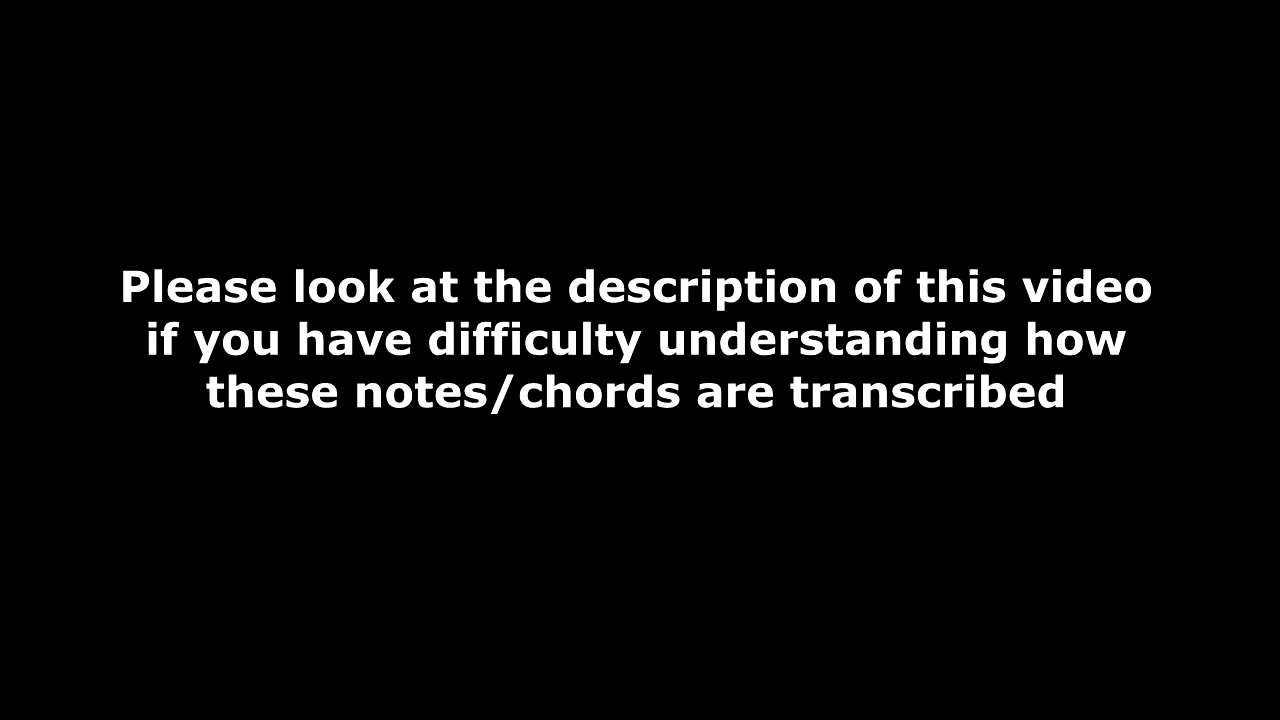 Please look at the description of this video
if you have difficulty understanding how
these notes/chords are transcribed